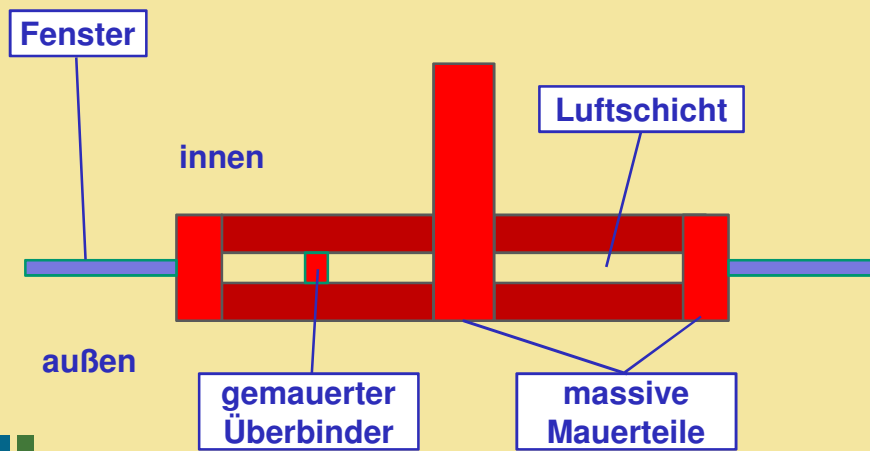 Fenster
Luftschicht
innen
außen
gemauerter
Überbinder
massive
Mauerteile